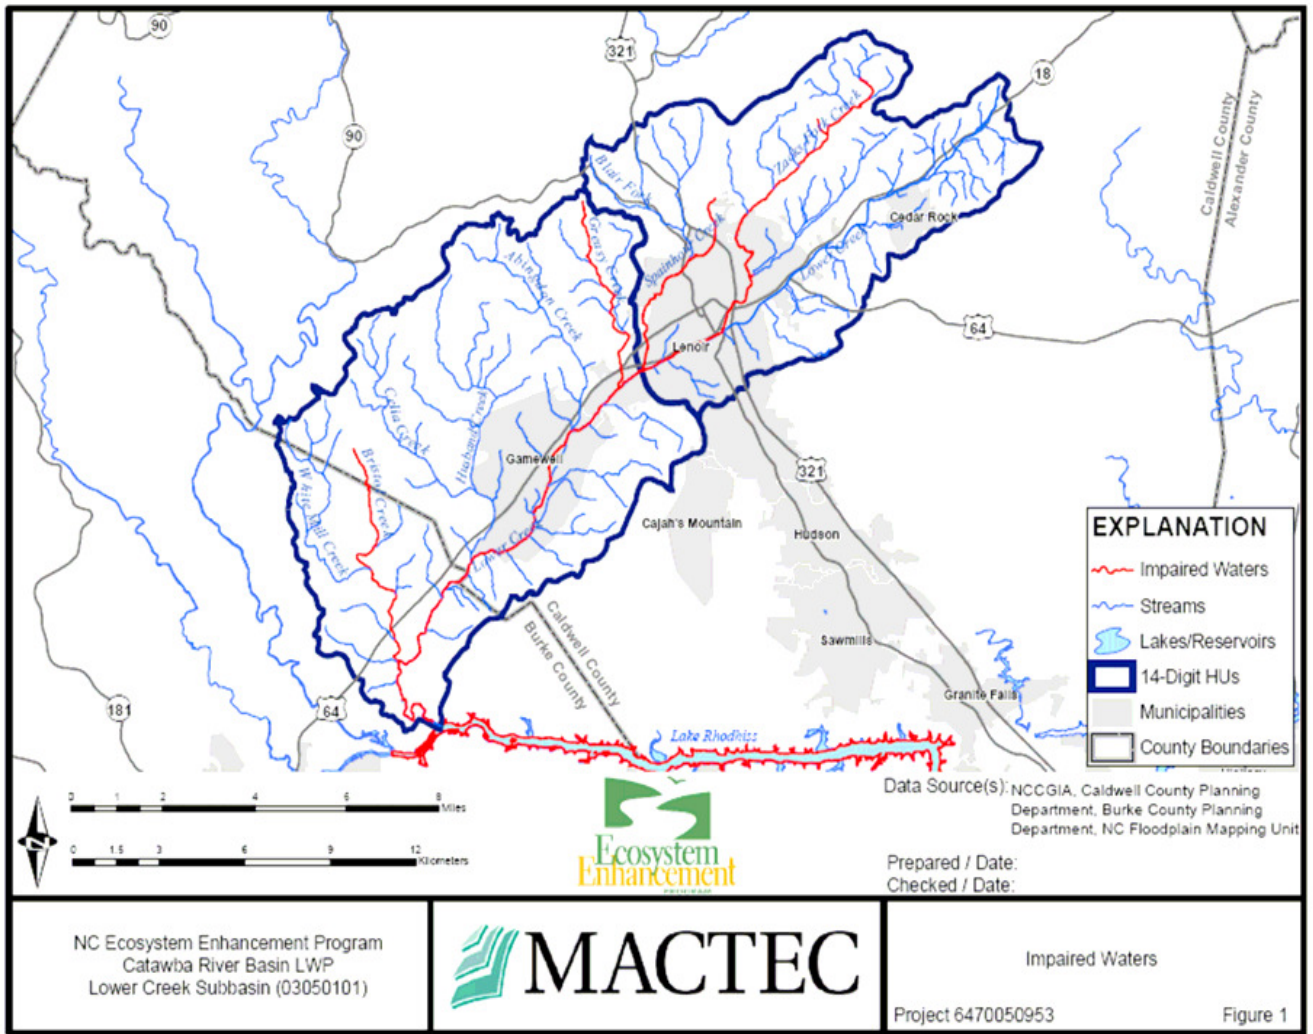 90
321
18
90
Caldwell County
Alexander County
Zacks Fork Creek
Blair Fork
Cedar Rock
Greasy Creek
Spainhour Creek
Abingdon Creek
Lower Creek
64
Lenoir
Celia Creek
Husband Creek
Gamewell
321
Bristol Creek
White Mill Creek
Cajah's Mountain
Hudson
Lower Creek
Caldwell County
Burke County
Sawmills
Granite Falls
181
64
Lake Rhodhiss
EXPLANATION
Impaired Waters
Streams
Lakes/Reservoirs
14-Digit HUs
Municipalities
County Boundaries
0 1 2 4 6 8
Miles
0 1.5 3 6 9 12
Kilometers
N
Ecosystem
Enhancement
PROGRAM
Data Source(s): NCCGIA, Caldwell County Planning
Department, Burke County Planning
Department, NC Floodplain Mapping Unit
Prepared / Date:
Checked / Date:
NC Ecosystem Enhancement Program
Catawba River Basin LWP
Lower Creek Subbasin (03050101)
MACTEC
Impaired Waters
Project 6470050953
Figure 1